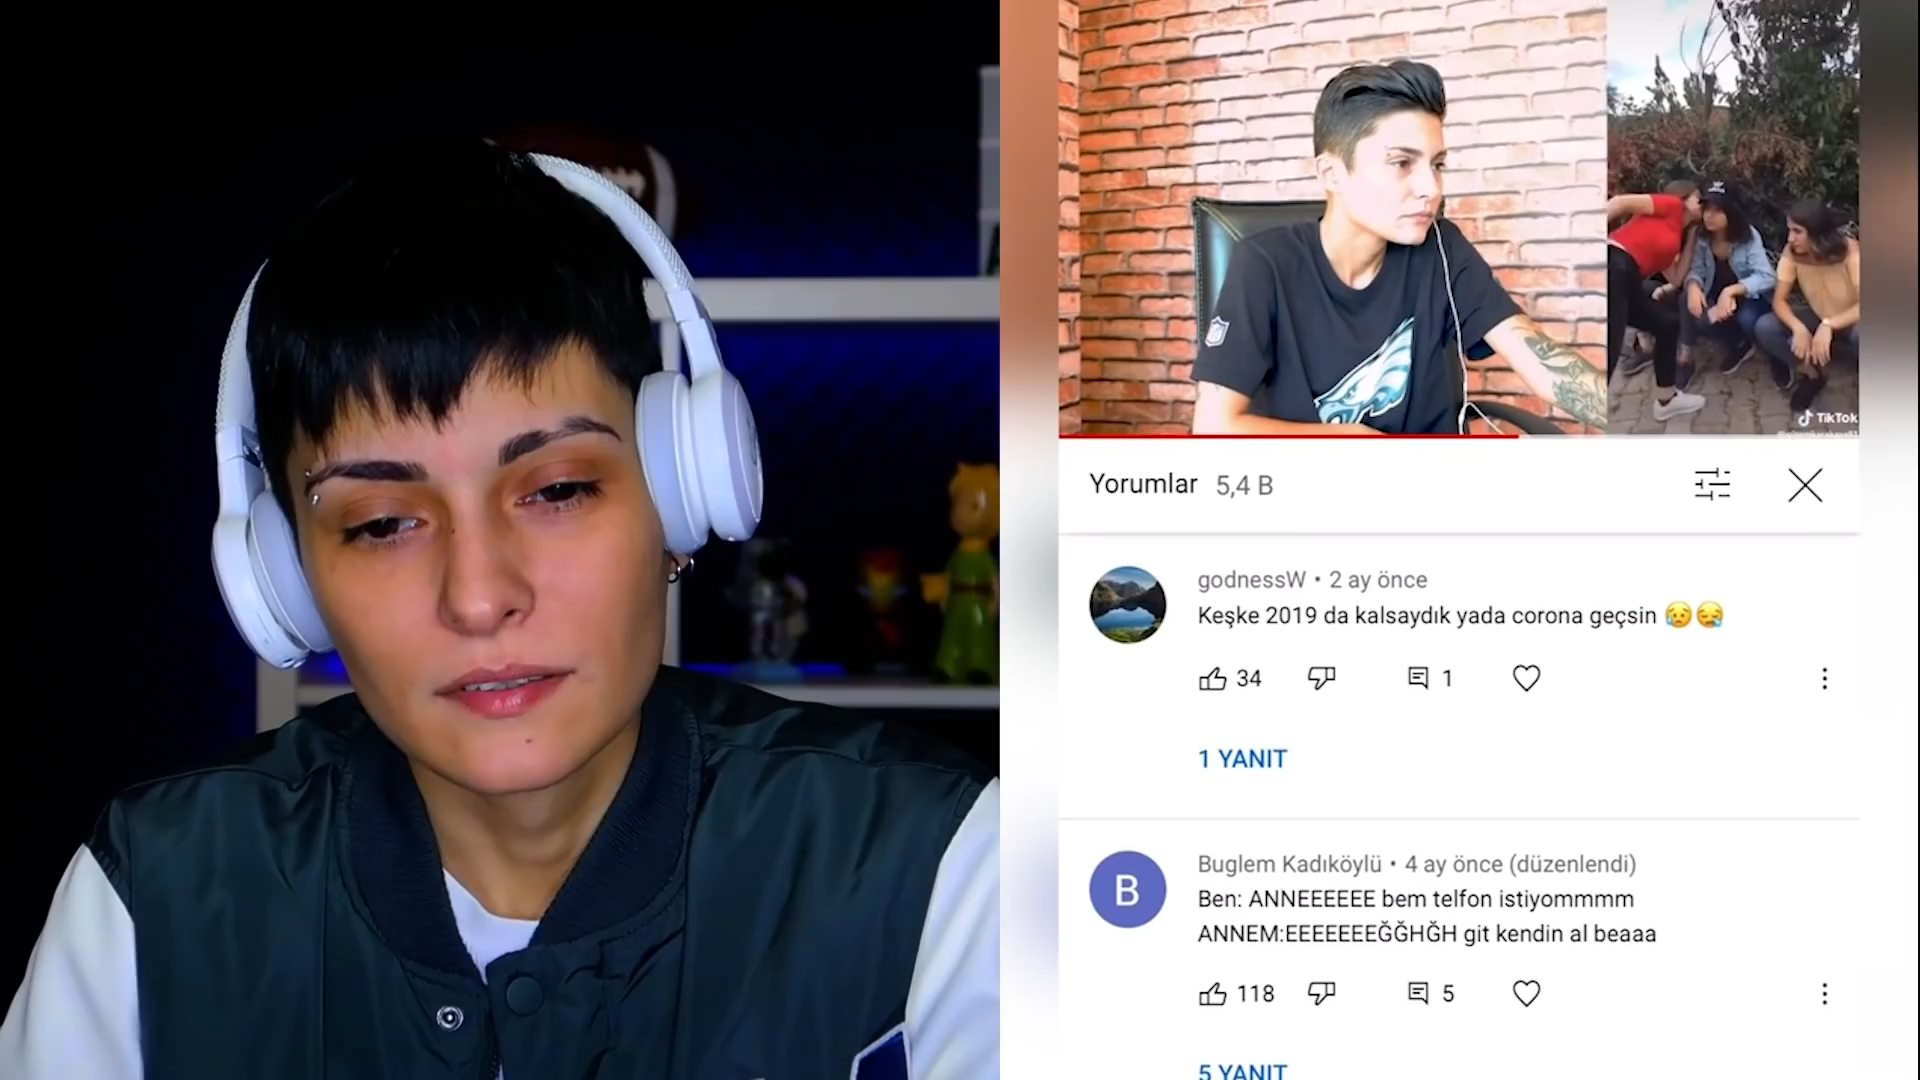 TikTok
Yorumlar 5,4 B
godnessW • 2 ay önce
Keşke 2019 da kalsaydık yada corona geçsin 😥😪
34
1
1 YANIT
B
Buglem Kadıköylü • 4 ay önce (düzenlendi)
Ben: ANNEEEEEE bem telfon istiyommmm
ANNEM:EEEEEEEĞĞHĞH git kendin al beaaa
118
5
5 YANIT